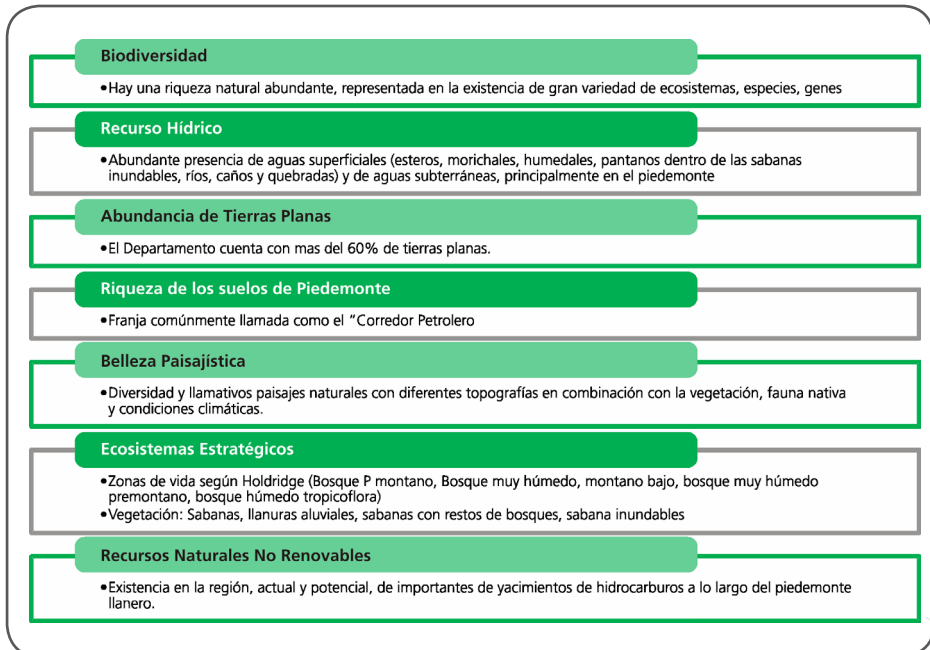 Biodiversidad
•Hay una riqueza natural abundante, representada en la existencia de gran variedad de ecosistemas, especies, genes
Recurso Hídrico
•Abundante presencia de aguas superficiales (esteros, morichales, humedales, pantanos dentro de las sabanas
inundables, ríos, caños y quebradas) y de aguas subterráneas, principalmente en el piedemonte
Abundancia de Tierras Planas
•El Departamento cuenta con mas del 60% de tierras planas.
Riqueza de los suelos de Piedemonte
•Franja comúnmente llamada como el "Corredor Petrolero
Belleza Paisajística
•Diversidad y llamativos paisajes naturales con diferentes topografías en combinación con la vegetación, fauna nativa
y condiciones climáticas.
Ecosistemas Estratégicos
•Zonas de vida según Holdridge (Bosque P montano, Bosque muy húmedo, montano bajo, bosque muy húmedo
premontano, bosque húmedo tropicoflora)
•Vegetación: Sabanas, llanuras aluviales, sabanas con restos de bosques, sabana inundables
Recursos Naturales No Renovables
•Existencia en la región, actual y potencial, de importantes de yacimientos de hidrocarburos a lo largo del piedemonte
llanero.